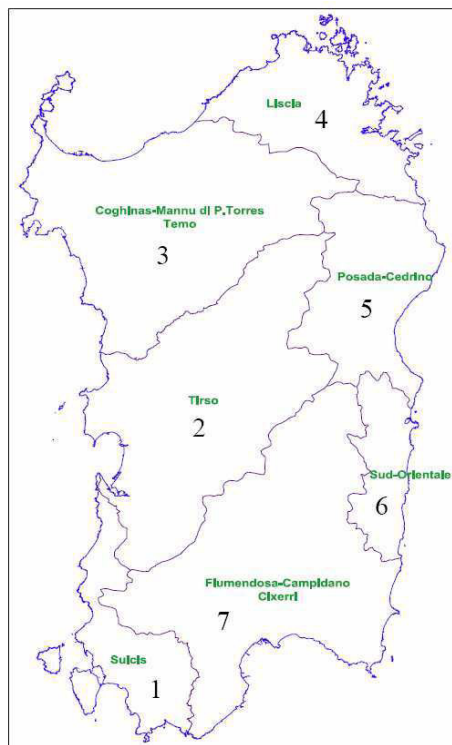 Liscia
4
Coghinas-Mannu di P.Torres
Temo
3
Posada-Cedrino
5
Tirso
2
Sud-Orientale
6
Flumendosa-Campidano
Cixerri
7
Sulcis
1